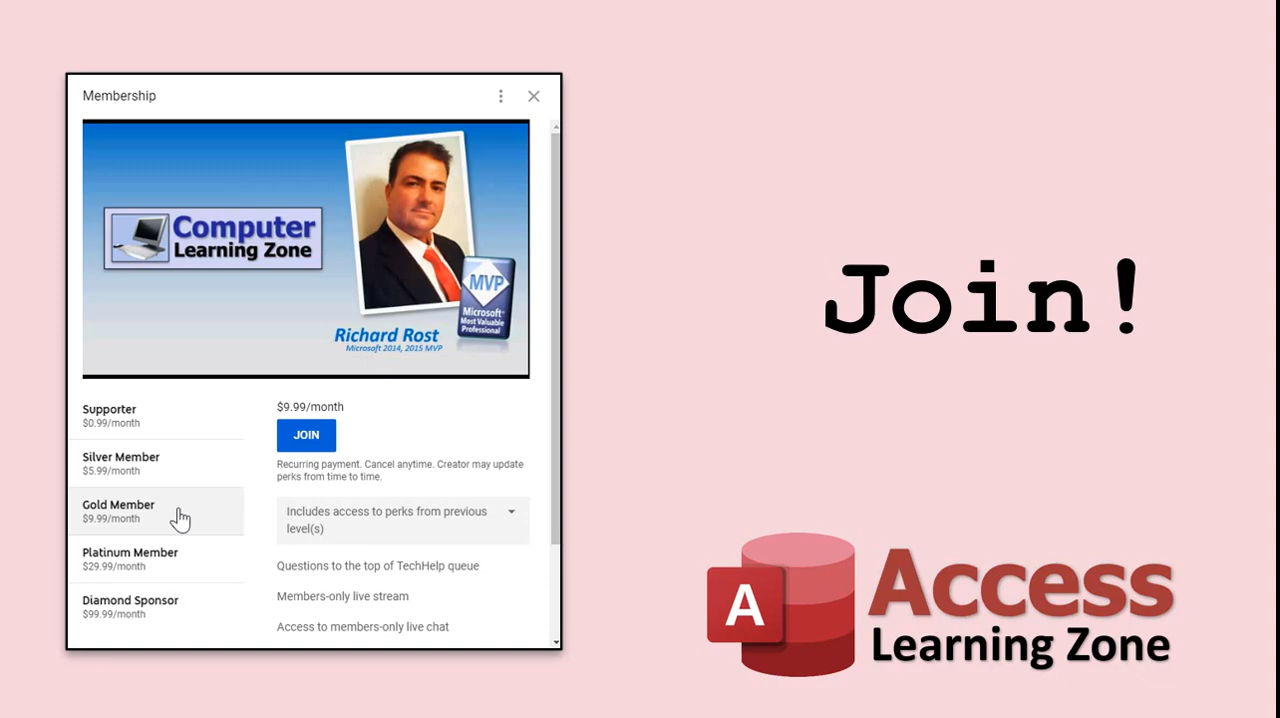 Membership
Computer
Learning Zone
MVP
Microsoft®
Most Valuable
Professional
Richard Rost
Microsoft 2014, 2015 MVP
Supporter
$0.99/month
Silver Member
$5.99/month
Gold Member
$9.99/month
Platinum Member
$29.99/month
Diamond Sponsor
$99.99/month
$9.99/month
JOIN
Recurring payment. Cancel anytime. Creator may update
perks from time to time.
Includes access to perks from previous
level(s)
Questions to the top of TechHelp queue
Members-only live stream
Access to members-only live chat
Join!
A
Access
Learning Zone